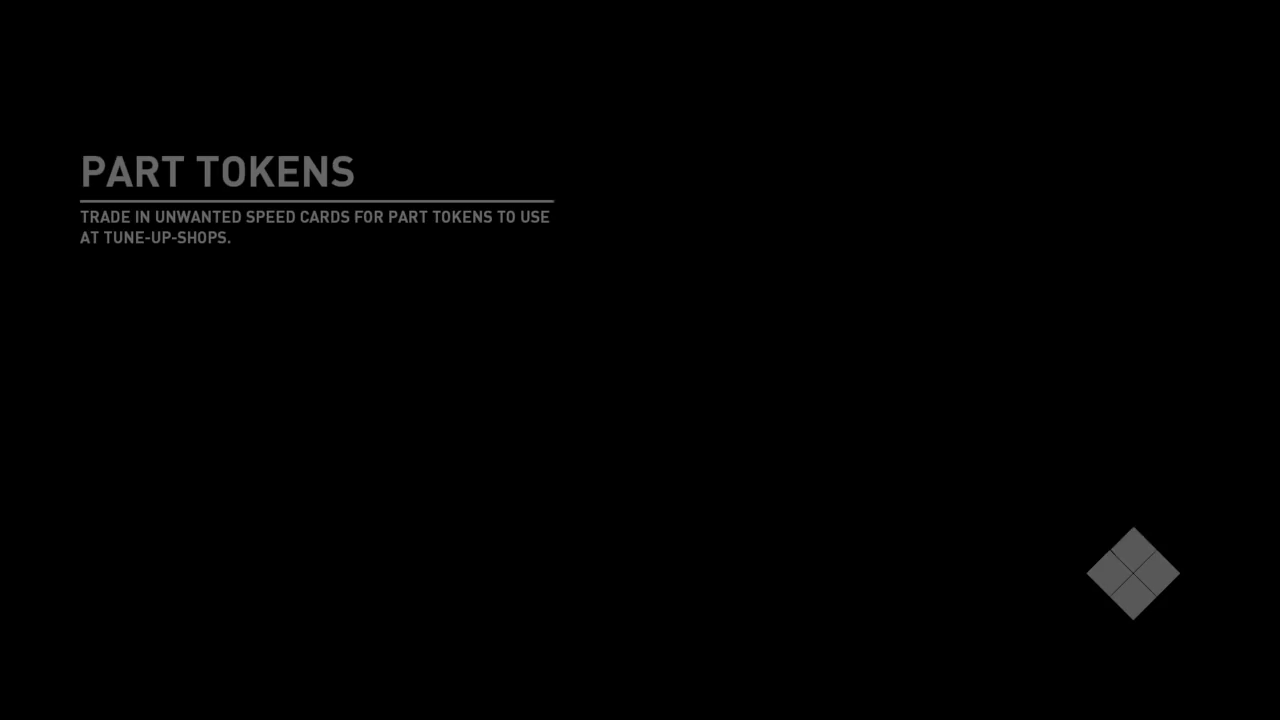 PART TOKENS
TRADE IN UNWANTED SPEED CARDS FOR PART TOKENS TO USE
AT TUNE-UP-SHOPS.